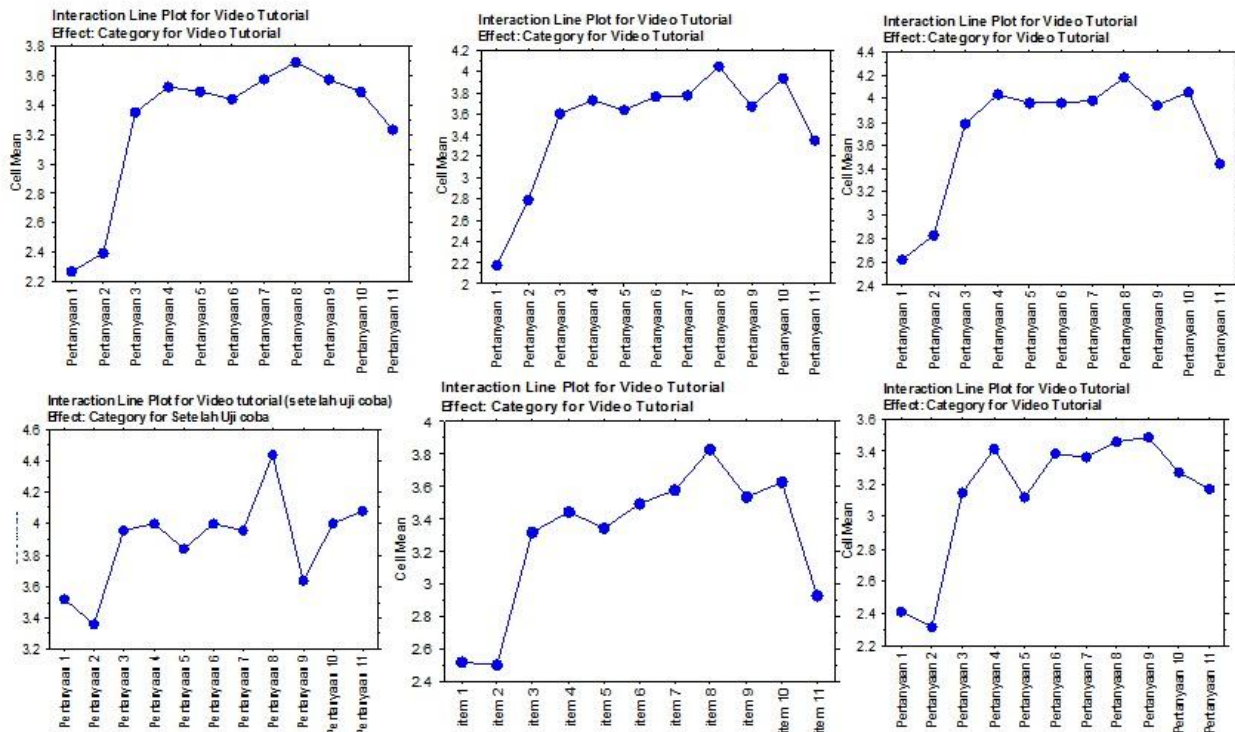 Interaction Line Plot for Video Tutorial
Effect: Category for Video Tutorial
3.8
3.6
3.4
3.2
3
2.8
2.6
2.4
2.2
Cell Mean
Pertanyaan 1
Pertanyaan 2
Pertanyaan 3
Pertanyaan 4
Pertanyaan 5
Pertanyaan 6
Pertanyaan 7
Pertanyaan 8
Pertanyaan 9
Pertanyaan 10
Pertanyaan 11
Interaction Line Plot for Video Tutorial
Effect: Category for Video Tutorial
4.2
4
3.8
3.6
3.4
3.2
3
2.8
2.6
2.4
2.2
2
Cell Mean
Pertanyaan 1
Pertanyaan 2
Pertanyaan 3
Pertanyaan 4
Pertanyaan 5
Pertanyaan 6
Pertanyaan 7
Pertanyaan 8
Pertanyaan 9
Pertanyaan 10
Pertanyaan 11
Interaction Line Plot for Video Tutorial
Effect: Category for Video Tutorial
4.4
4.2
4
3.8
3.6
3.4
3.2
3
2.8
2.6
2.4
Cell Mean
Pertanyaan 1
Pertanyaan 2
Pertanyaan 3
Pertanyaan 4
Pertanyaan 5
Pertanyaan 6
Pertanyaan 7
Pertanyaan 8
Pertanyaan 9
Pertanyaan 10
Pertanyaan 11
Interaction Line Plot for Video tutorial (setelah uji coba)
Effect: Category for Setelah Uji coba
4.6
4.4
4.2
4
3.8
3.6
3.4
3.2
Pertanyaan 1
Pertanyaan 2
Pertanyaan 3
Pertanyaan 4
Pertanyaan 5
Pertanyaan 6
Pertanyaan 7
Pertanyaan 8
Pertanyaan 9
Pertanyaan 10
Pertanyaan 11
Interaction Line Plot for Video Tutorial
Effect: Category for Video Tutorial
4
3.8
3.6
3.4
3.2
3
2.8
2.6
2.4
Cell Mean
item 1
item 2
item 3
item 4
item 5
item 6
item 7
item 8
item 9
item 10
item 11
Interaction Line Plot for Video Tutorial
Effect: Category for Video Tutorial
3.6
3.4
3.2
3
2.8
2.6
2.4
2.2
Cell Mean
Pertanyaan 1
Pertanyaan 2
Pertanyaan 3
Pertanyaan 4
Pertanyaan 5
Pertanyaan 6
Pertanyaan 7
Pertanyaan 8
Pertanyaan 9
Pertanyaan 10
Pertanyaan 11